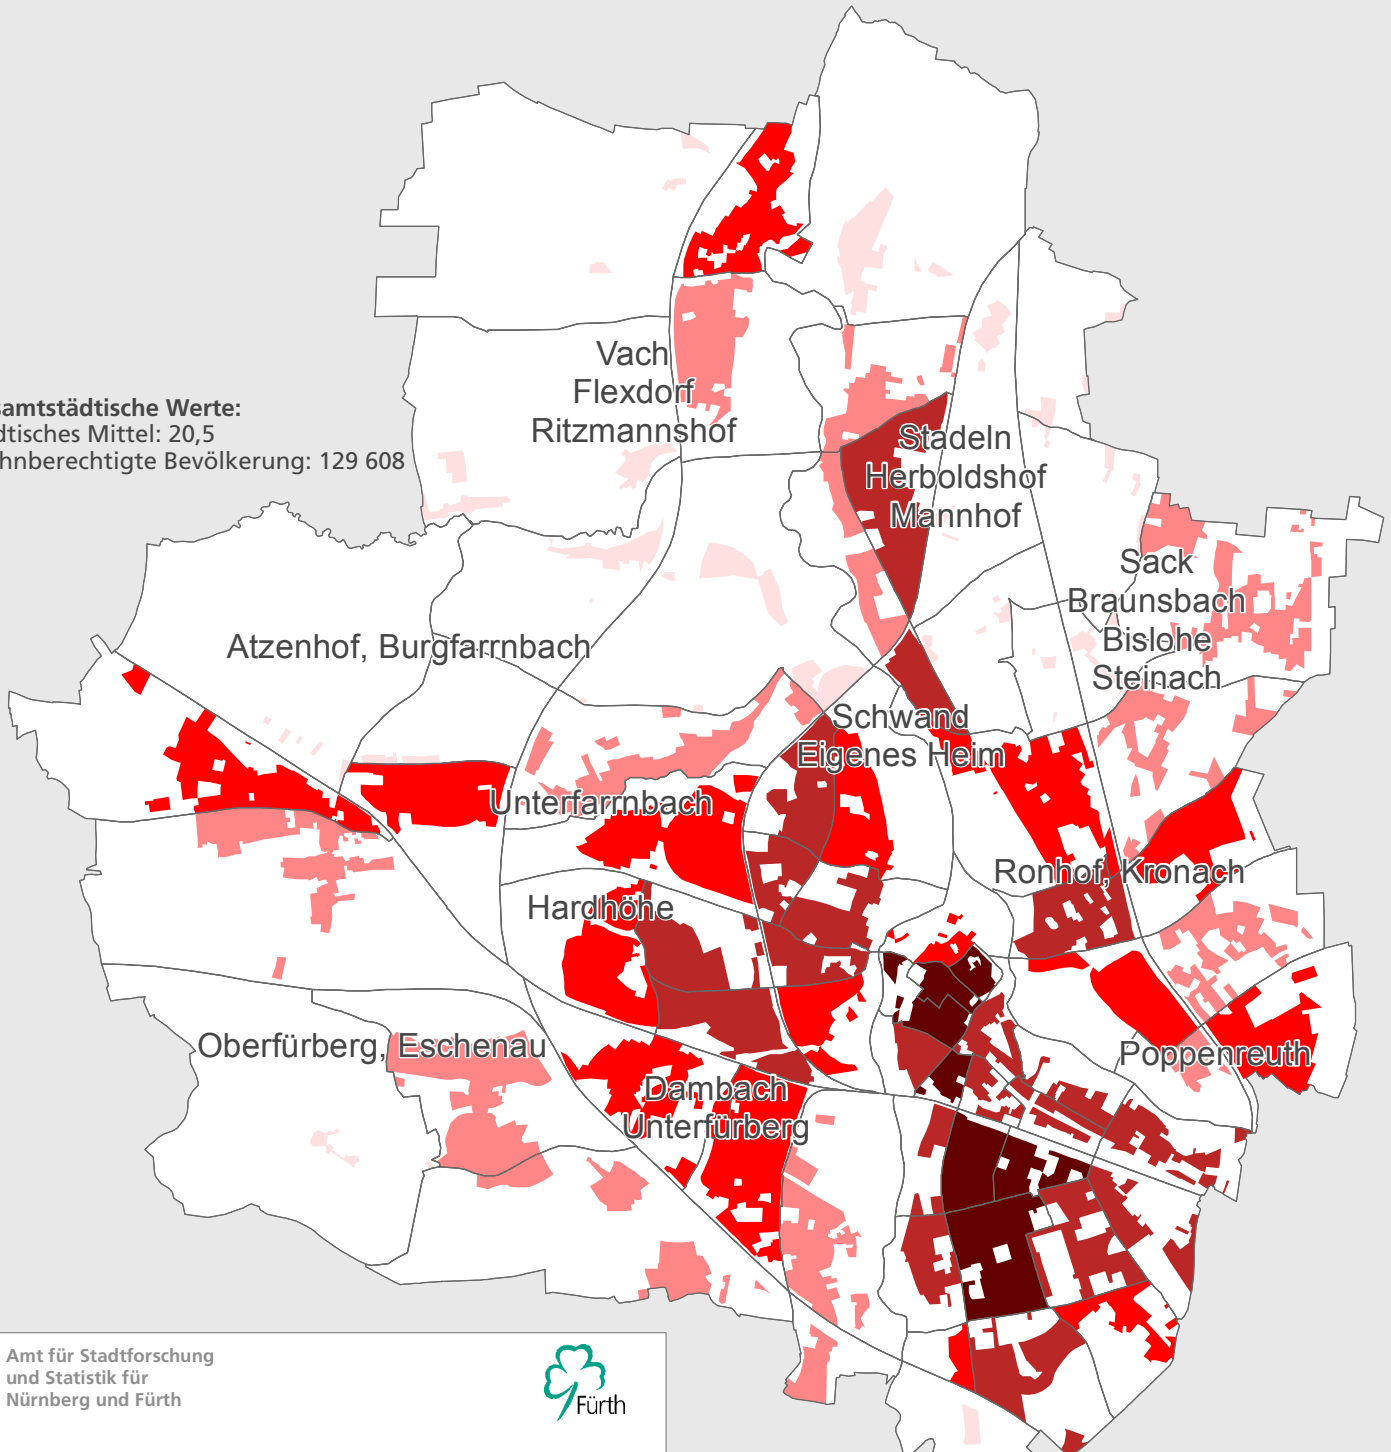 Vach
Flexdorf
Ritzmannshof
samtstädtische Werte:
dtisches Mittel: 20,5
hnberechtigte Bevölkerung: 129 608
Stadeln
Herboldshof
Mannhof
Sack
Braunsbach
Bislohe
Steinach
Atzenhof, Burgfarrnbach
Schwand
Eigenes Heim
Unterfarrnbach
Ronhof, Kronach
Hardhöhe
Oberfürberg, Eschenau
Poppenreuth
Dambach
Unterfürberg
Amt für Stadtforschung
und Statistik für
Nürnberg und Fürth
Fürth